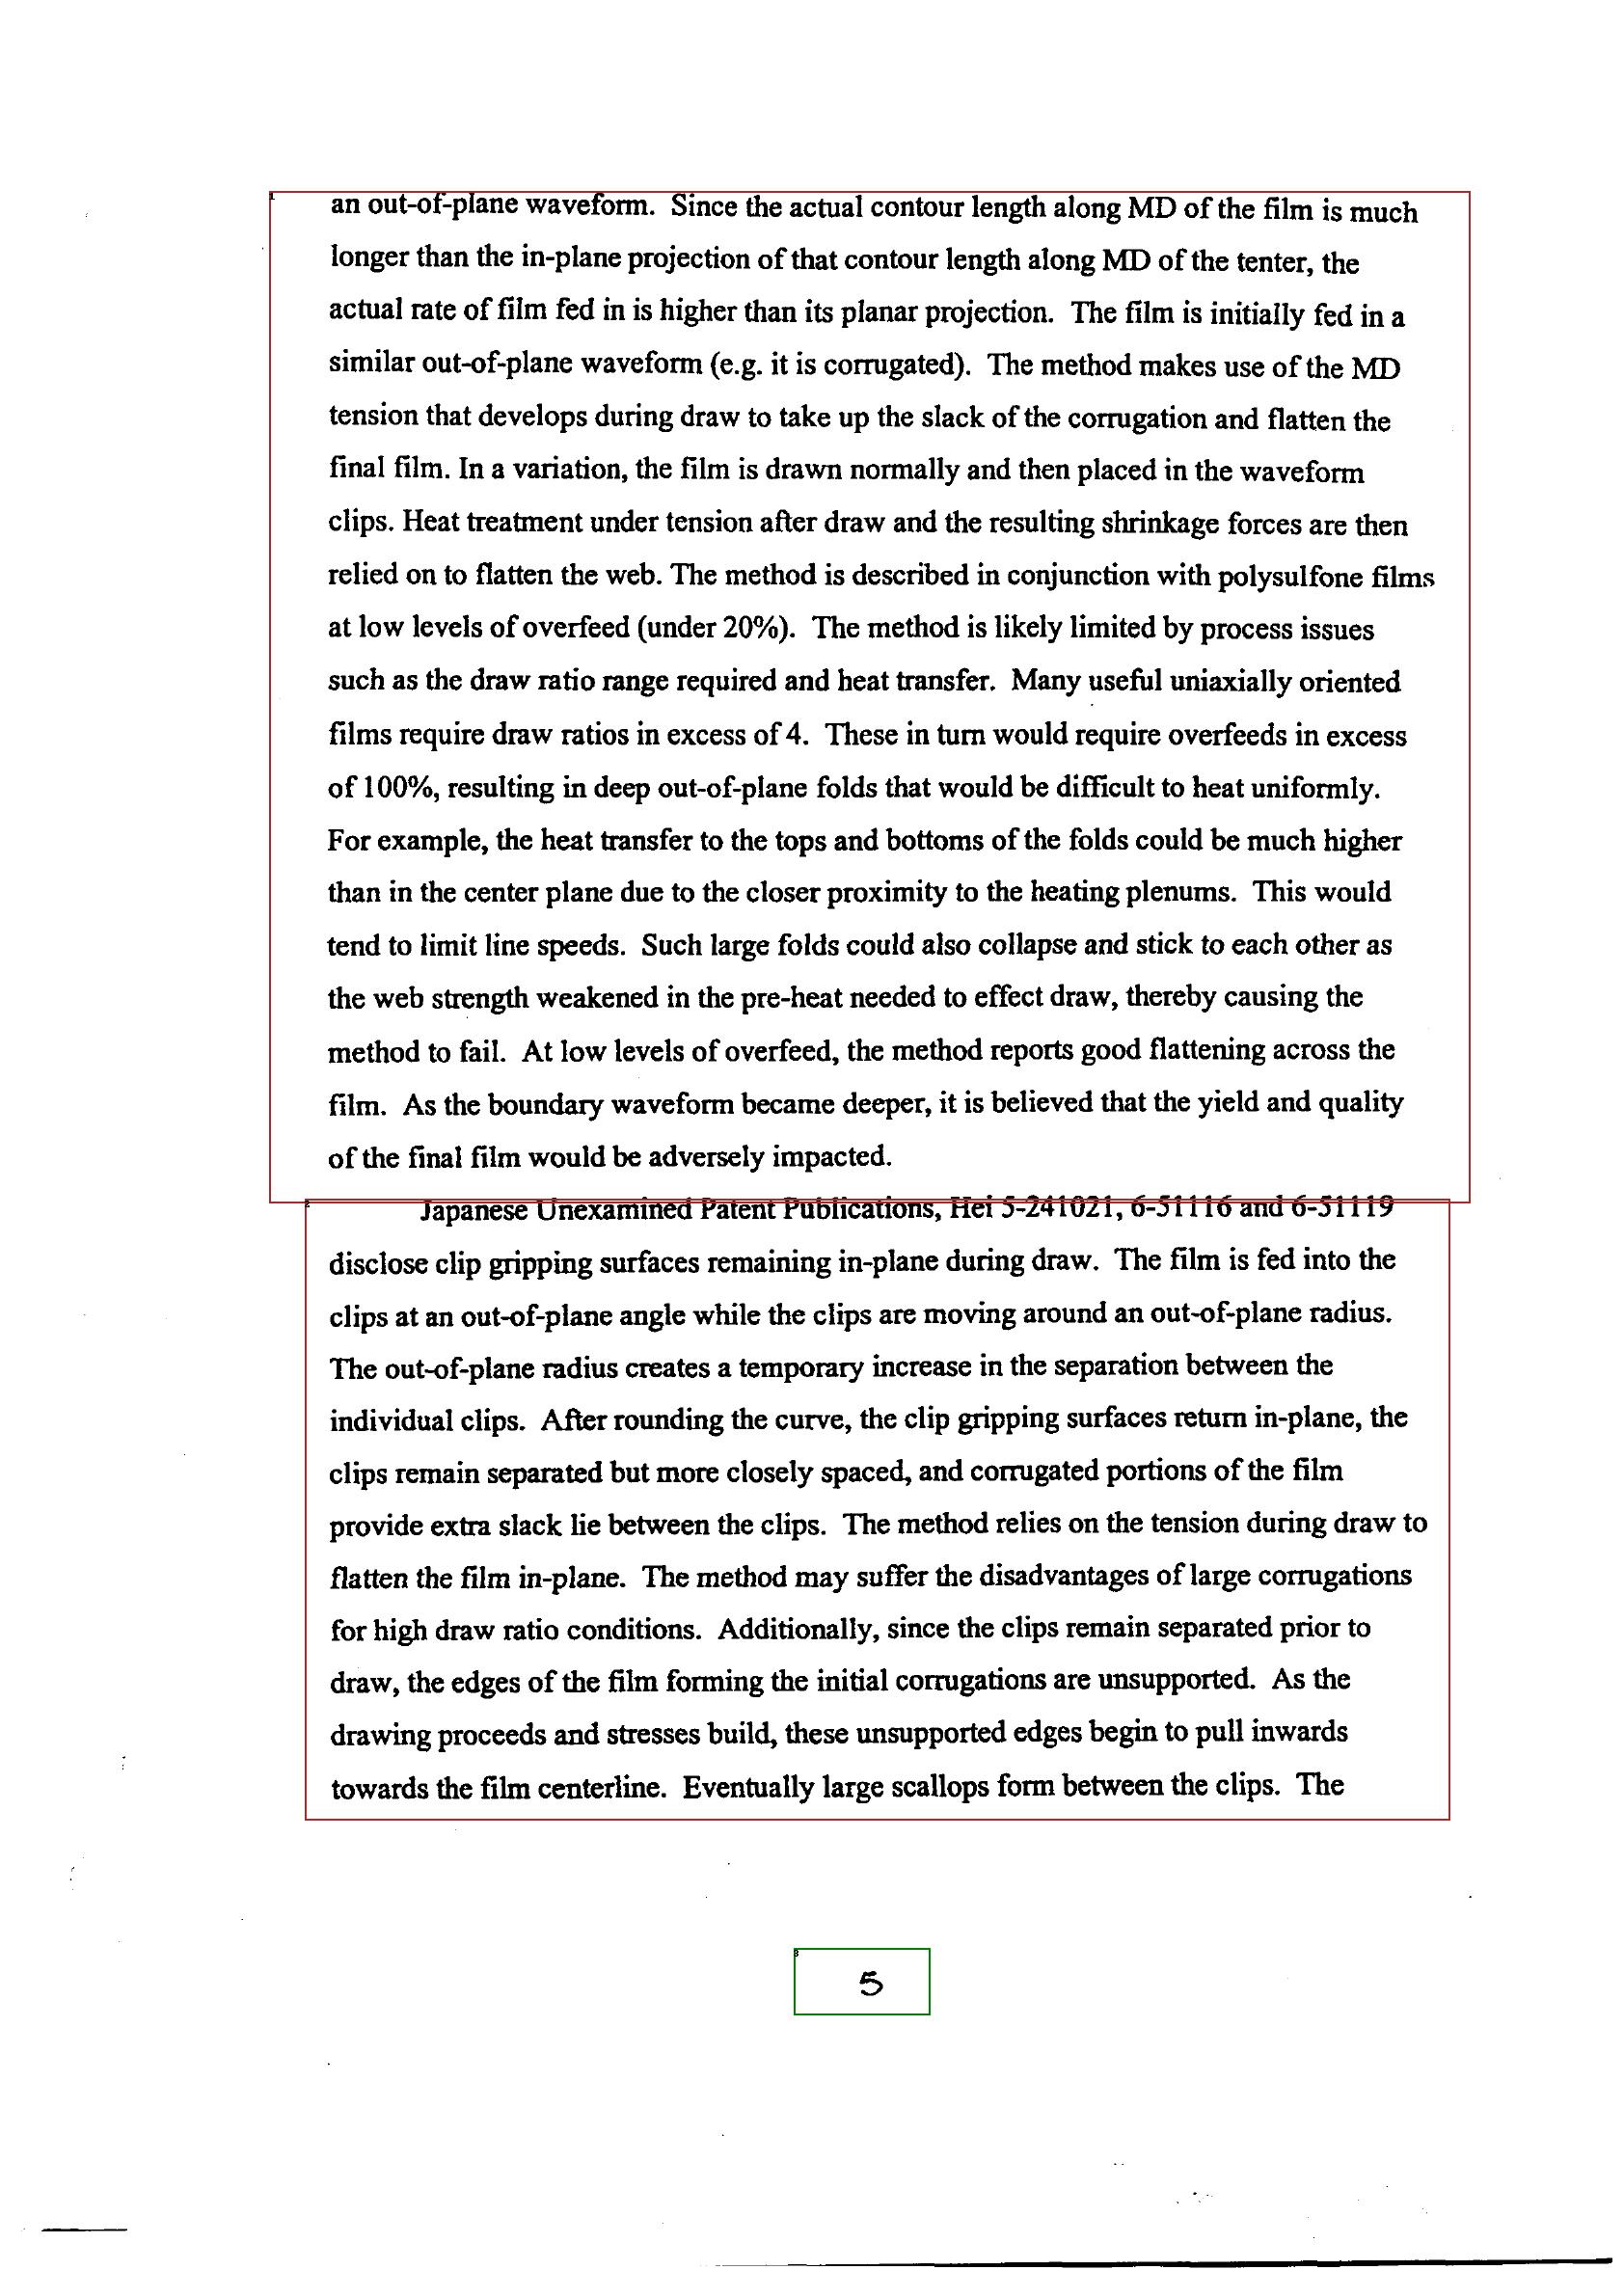 an out-of-plane waveform. Since the actual contour length along MD of the film is much
longer than the in-plane projection of that contour length along MD of the tenter, the
actual rate of film fed in is higher than its planar projection. The film is initially fed in a
similar out-of-plane waveform (e.g. it is corrugated). The method makes use of the MD
tension that develops during draw to take up the slack of the corrugation and flatten the
final film. In a variation, the film is drawn normally and then placed in the waveform
clips. Heat treatment under tension after draw and the resulting shrinkage forces are then
relied on to flatten the web. The method is described in conjunction with polysulfone films
at low levels of overfeed (under 20%). The method is likely limited by process issues
such as the draw ratio range required and heat transfer. Many useful uniaxially oriented
films require draw ratios in excess of 4. These in turn would require overfeeds in excess
of 100%, resulting in deep out-of-plane folds that would be difficult to heat uniformly.
For example, the heat transfer to the tops and bottoms of the folds could be much higher
than in the center plane due to the closer proximity to the heating plenums. This would
tend to limit line speeds. Such large folds could also collapse and stick to each other as
the web strength weakened in the pre-heat needed to effect draw, thereby causing the
method to fail. At low levels of overfeed, the method reports good flattening across the
film. As the boundary waveform became deeper, it is believed that the yield and quality
of the final film would be adversely impacted.
Japanese Unexamined Patent Publications, Hei 5-241021, 6-51116 and 6-51119
disclose clip gripping surfaces remaining in-plane during draw. The film is fed into the
clips at an out-of-plane angle while the clips are moving around an out-of-plane radius.
The out-of-plane radius creates a temporary increase in the separation between the
individual clips. After rounding the curve, the clip gripping surfaces return in-plane, the
clips remain separated but more closely spaced, and corrugated portions of the film
provide extra slack lie between the clips. The method relies on the tension during draw to
flatten the film in-plane. The method may suffer the disadvantages of large corrugations
for high draw ratio conditions. Additionally, since the clips remain separated prior to
draw, the edges of the film forming the initial corrugations are unsupported. As the
drawing proceeds and stresses build, these unsupported edges begin to pull inwards
towards the film centerline. Eventually large scallops form between the clips. The
5